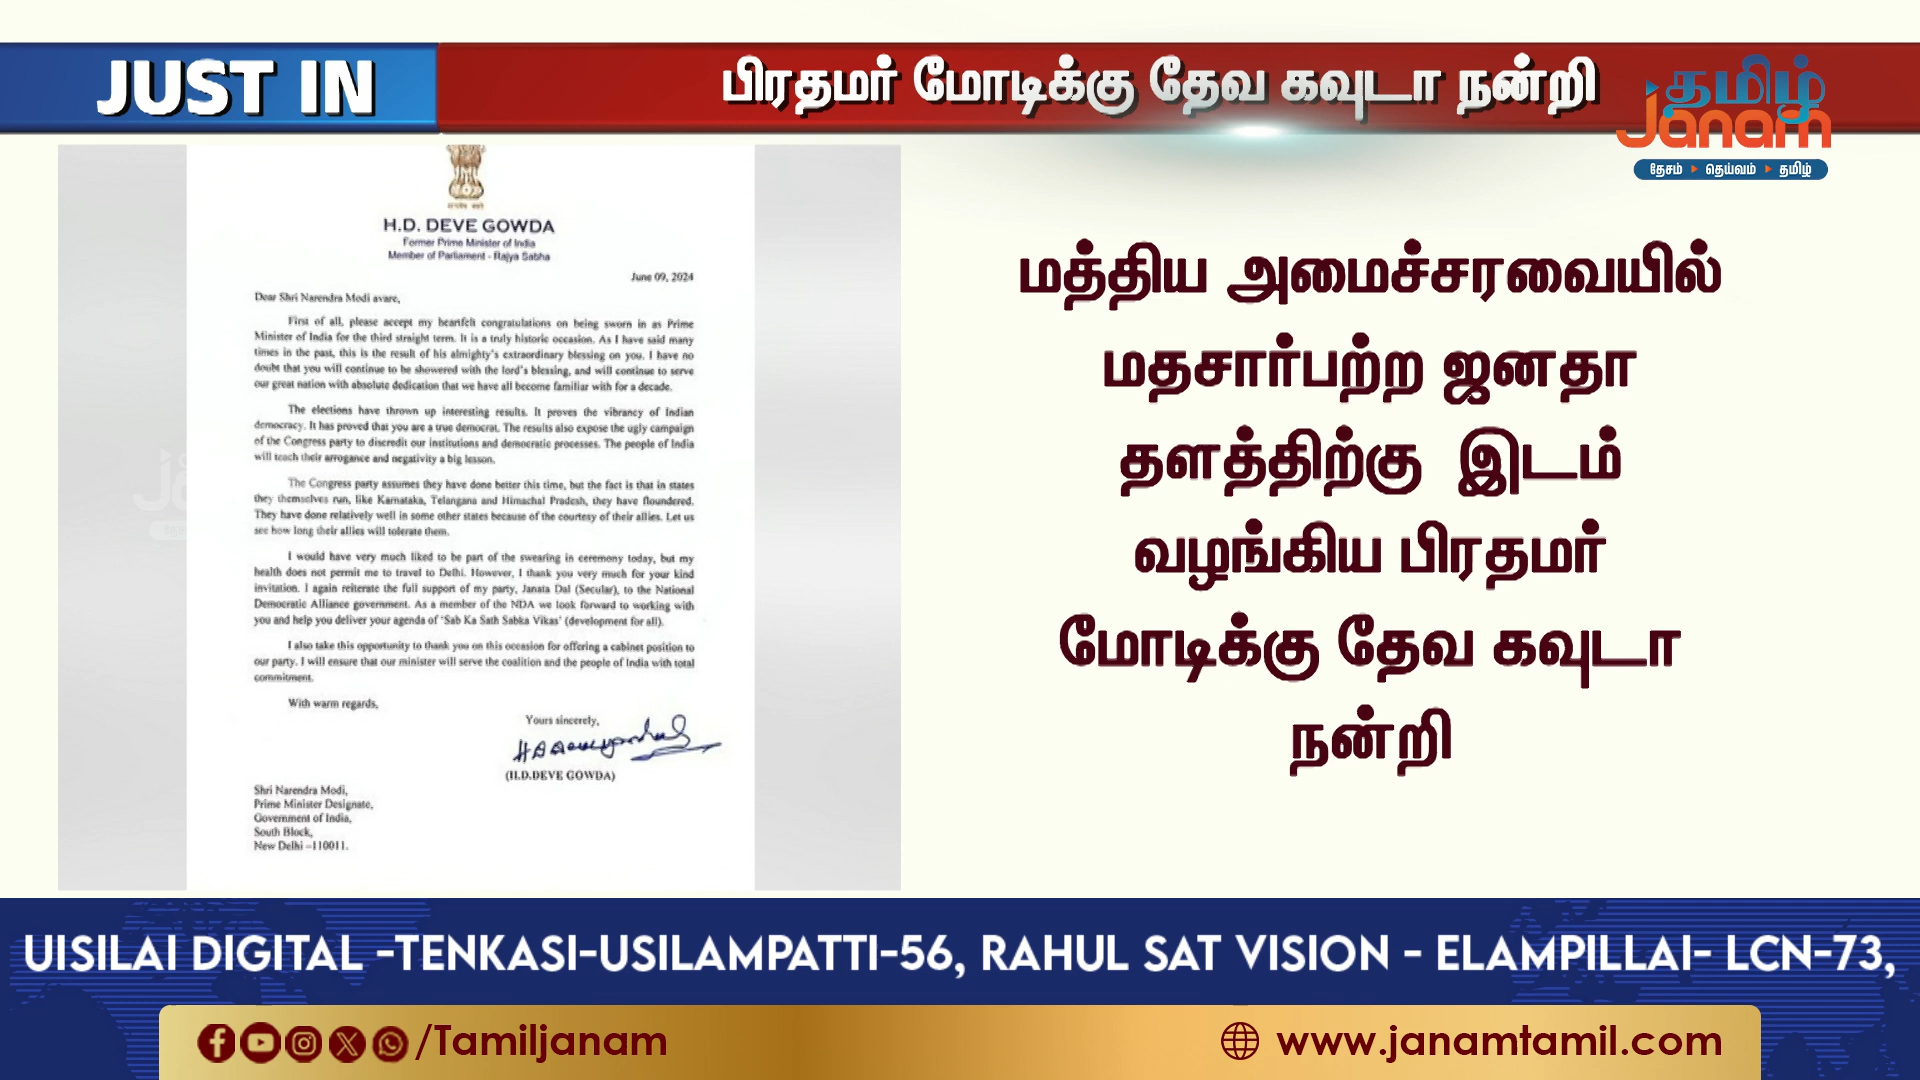 JUST IN
பிரதமர் மோடிக்கு தேவ கவுடா நன்றி
தமிழ்
Janam
தேசம் தெய்வம் தமிழ்
H.D. DEVE GOWDA
Former Prime Minister of India
Member of Parliament - Rajya Sabha
June 09, 2024
Dear Shri Narendra Modi avare,
First of all, please accept my heartfelt congratulations on being sworn in as Prime
Minister of India for the third straight term. It is a truly historic occasion. As I have said many
times in the past, this is the result of his almighty's extraordinary blessing on you. I have no
doubt that you will continue to be showered with the lord's blessing, and will continue to serve
our great nation with absolute dedication that we have all become familiar with for a decade.
The elections have thrown up interesting results. It proves the vibrancy of Indian
democracy. It has proved that you are a true democrat. The results also expose the ugly campaign
of the Congress party to discredit our institutions and democratic processes. The people of India
will teach their arrogance and negativity a big lesson.
The Congress party assumes they have done better this time, but the fact is that in states
they themselves run, like Karnataka, Telangana and Himachal Pradesh, they have floundered.
They have done relatively well in some other states because of the courtesy of their allies. Let us
see how long their allies will tolerate them.
I would have very much liked to be part of the swearing in ceremony today, but my
health does not permit me to travel to Delhi. However, I thank you very much for your kind
invitation. I again reiterate the full support of my party, Janata Dal (Secular), to the National
Democratic Alliance government. As a member of the NDA we look forward to working with
you and help you deliver your agenda of 'Sab Ka Sath Sabka Vikas' (development for all).
I also take this opportunity to thank you on this occasion for offering a cabinet position to
our party. I will ensure that our minister will serve the coalition and the people of India with total
commitment.
With warm regards,
Yours sincerely,
(H.D.DEVE GOWDA)
Shri Narendra Modi,
Prime Minister Designate,
Government of India,
South Block,
New Delhi –110011.
மத்திய அமைச்சரவையில்
மதசார்பற்ற ஜனதா
தளத்திற்கு இடம்
வழங்கிய பிரதமர்
மோடிக்கு தேவ கவுடா
நன்றி
UISILAI DIGITAL -TENKASI-USILAMPATTI-56, RAHUL SAT VISION - ELAMPILLAI- LCN-73,
/Tamiljanam
www.janamtamil.com